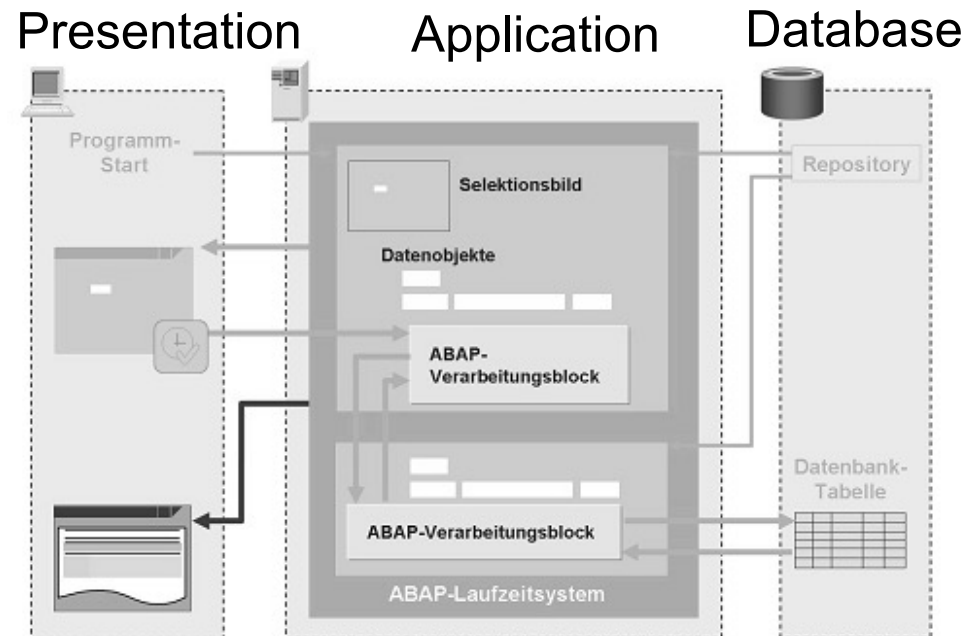 Presentation
Application
Database
Programm-
Start
Selektionsbild
Repository
Datenobjekte
ABAP-
Verarbeitungsblock
Datenbank-
Tabelle
ABAP-Verarbeitungsblock
ABAP-Laufzeitsystem